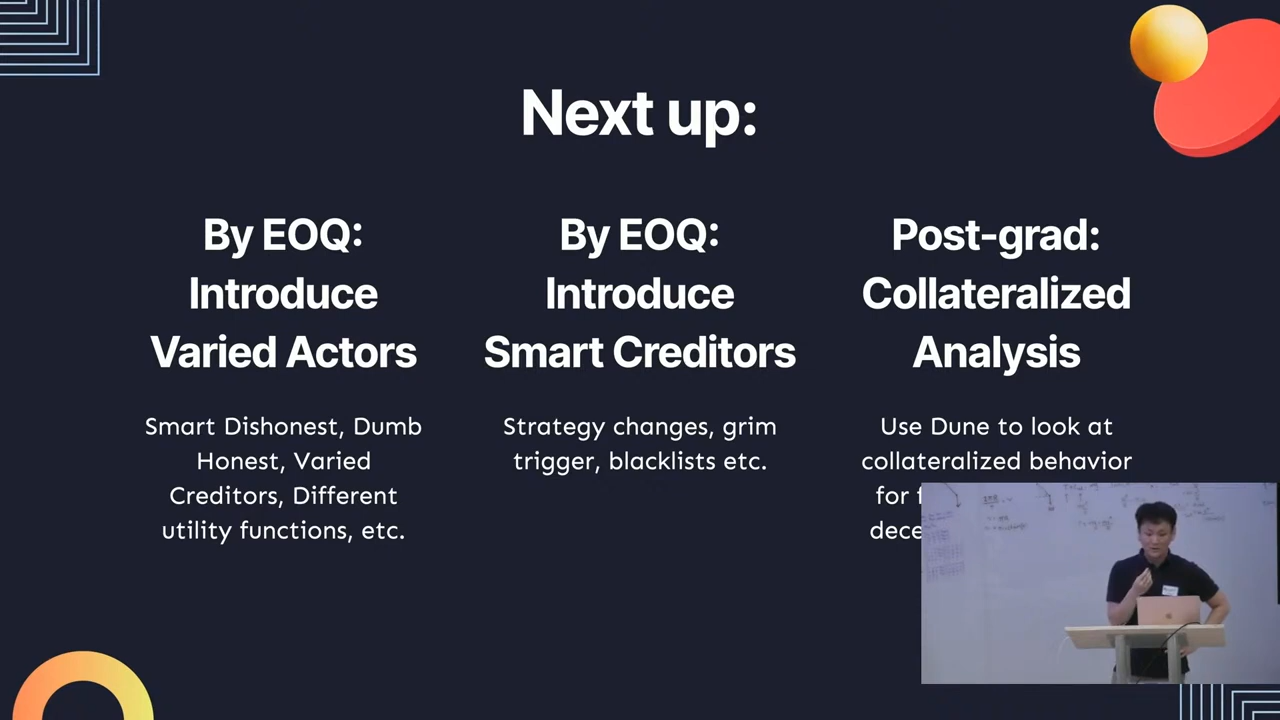 Next up:
By EOQ:
Introduce
Varied Actors
Smart Dishonest, Dumb
Honest, Varied
Creditors, Different
utility functions, etc.
By EOQ:
Introduce
Smart Creditors
Strategy changes, grim
trigger, blacklists etc.
Post-grad:
Collateralized
Analysis
Use Dune to look at
collateralized behavior
for